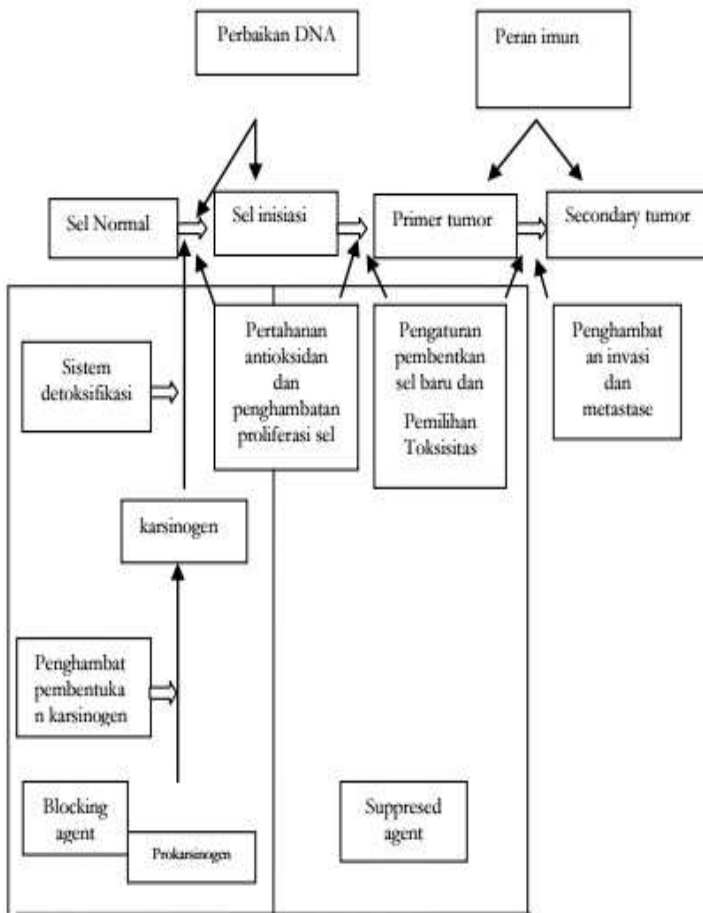 Perbaikan DNA
Peran imun
Sel Normal
Sel inisiasi
Primer tumor
Secondary tumor
Sistem
detoksifikasi
Pertahanan
antioksidan
dan
penghambatan
proliferasi sel
Pengaturan
pembentkan
sel baru dan
Pemilihan
Toksisitas
Penghambat
an invasi
dan
metastase
karsinogen
Penghambat
pembentuka
n karsinogen
Blocking
agent
Prokarsinogen
Suppresed
agent